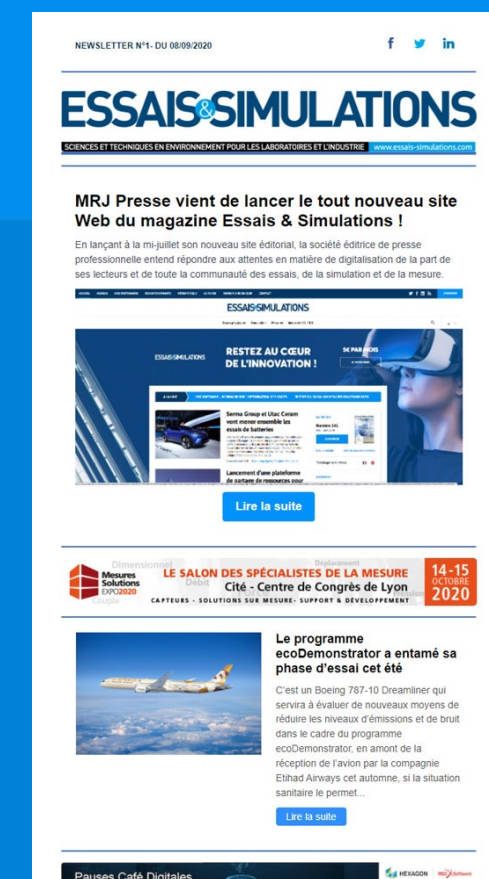 NEWSLETTER N°1- DU 08/09/2020
ESSAIS&SIMULATIONS
SCIENCES ET TECHNIQUES EN ENVIRONNEMENT POUR LES LABORATOIRES ET L'INDUSTRIE www.essais-simulations.com
MRJ Presse vient de lancer le tout nouveau site
Web du magazine Essais & Simulations !
En lançant à la mi-juillet son nouveau site éditorial, la société éditrice de presse
professionnelle entend répondre aux attentes en matière de digitalisation de la part de
ses lecteurs et de toute la communauté des essais, de la simulation et de la mesure.
ESSAIS&SIMULATIONS
ESSAIS&SIMULATIONS
RESTEZ AU CŒUR
DE L'INNOVATION !
Serma Group et Utac Ceram
vont mener ensemble les
essais de batteries
Lancement d'une plateforme
de partage de ressources pour
Lire la suite
Mesures
Solutions
EXPO2020
Dimensionnel
Débit
Couple
Déplacement
LE SALON DES SPÉCIALISTES DE LA MESURE
Cité - Centre de Congrès de Lyon
CAPTEURS - SOLUTIONS SUR MESURE- SUPPORT & DÉVELOPPEMENT
14-15
OCTOBRE
2020
Le programme
ecoDemonstrator a entamé sa
phase d'essai cet été
C'est un Boeing 787-10 Dreamliner qui
servira à évaluer de nouveaux moyens de
réduire les niveaux d'émissions et de bruit
dans le cadre du programme
ecoDemonstrator, en amont de la
réception de l'avion par la compagnie
Etihad Airways cet automne, si la situation
sanitaire le permet...
Lire la suite
Pauses Café Digitales
HEXAGON